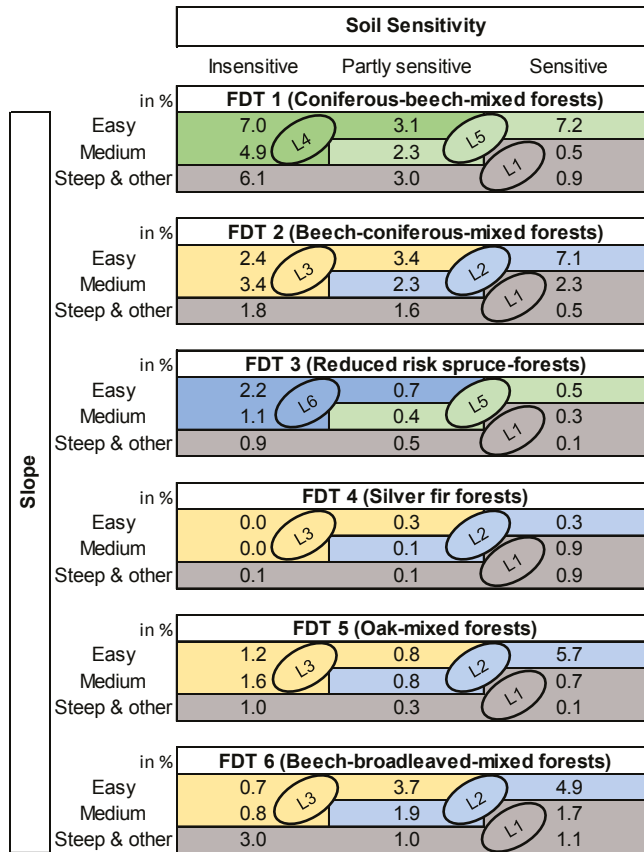 Soil Sensitivity
Insensitive Partly sensitive Sensitive
in % FDT 1 (Coniferous-beech-mixed forests)
Easy 7.0 3.1 7.2
L4 L5
Medium 4.9 2.3 0.5
L1
Steep & other 6.1 3.0 0.9
in % FDT 2 (Beech-coniferous-mixed forests)
Easy 2.4 3.4 7.1
L3 L2
Medium 3.4 2.3 2.3
L1
Steep & other 1.8 1.6 0.5
in % FDT 3 (Reduced risk spruce-forests)
Easy 2.2 0.7 0.5
L6 L5
Medium 1.1 0.4 0.3
L1
Steep & other 0.9 0.5 0.1
Slope
in % FDT 4 (Silver fir forests)
Easy 0.0 0.3 0.3
L3 L2
Medium 0.0 0.1 0.9
L1
Steep & other 0.1 0.1 0.9
in % FDT 5 (Oak-mixed forests)
Easy 1.2 0.8 5.7
L3 L2
Medium 1.6 0.8 0.7
L1
Steep & other 1.0 0.3 0.1
in % FDT 6 (Beech-broadleaved-mixed forests)
Easy 0.7 3.7 4.9
L3 L2
Medium 0.8 1.9 1.7
L1
Steep & other 3.0 1.0 1.1